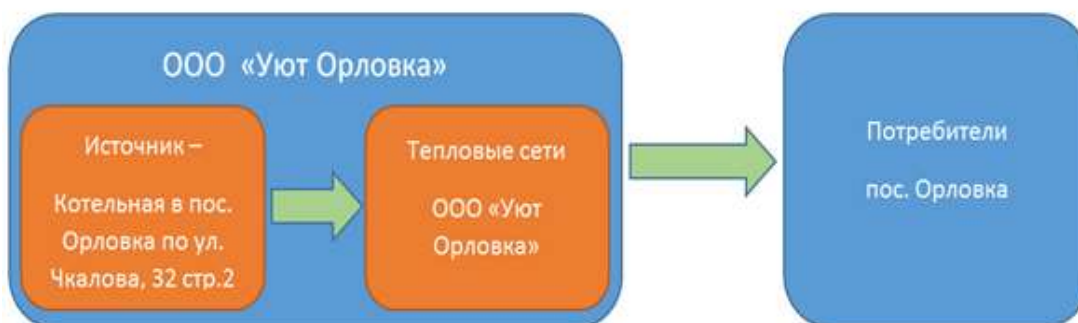 ООО «Уют Орловка»
Источник –
Котельная в пос.
Орловка по ул.
Чкалова, 32 стр.2
Тепловые сети
ООО «Уют
Орловка»
Потребители
пос. Орловка